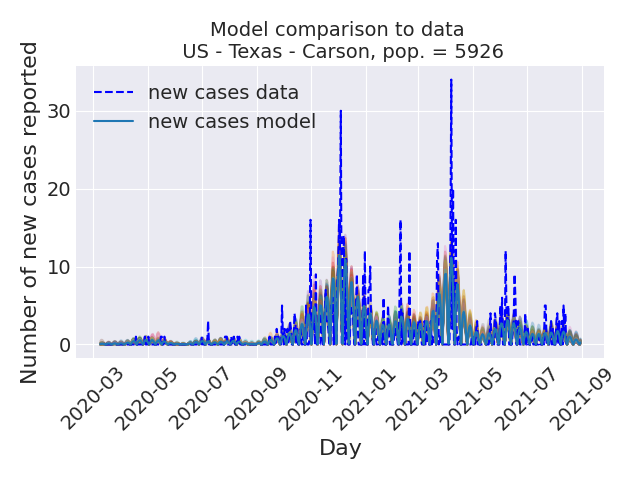 Model comparison to data
US - Texas - Carson, pop. = 5926
Number of new cases reported
30
20
10
0
new cases data
new cases model
2020-03
2020-05
2020-07
2020-09
2020-11
2021-01
2021-03
2021-05
2021-07
2021-09
Day